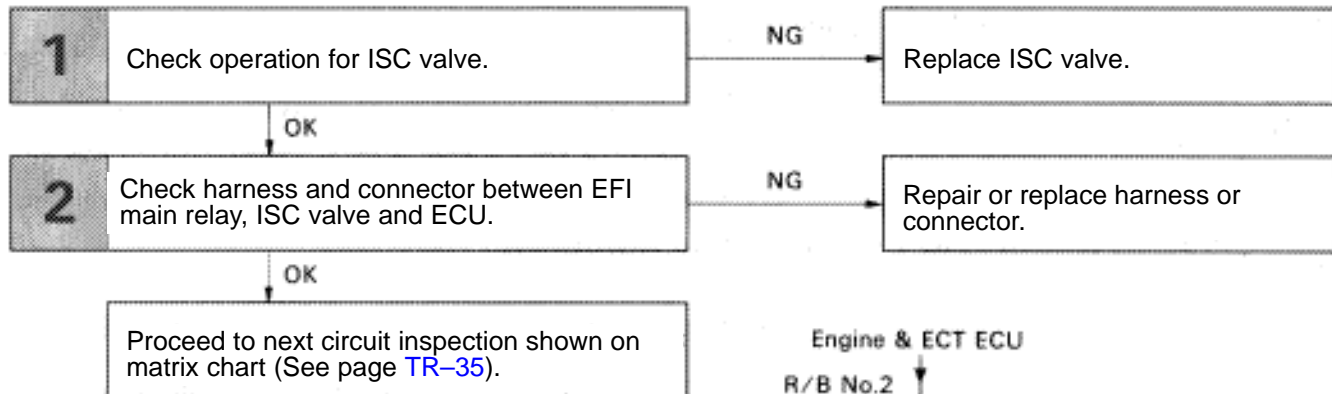 1
Check operation for ISC valve.
NG
Replace ISC valve.
OK
2
Check harness and connector between EFI
main relay, ISC valve and ECU.
NG
Repair or replace harness or
connector.
OK
Proceed to next circuit inspection shown on
matrix chart (See page TR–35).
Engine & ECT ECU
R/B No.2